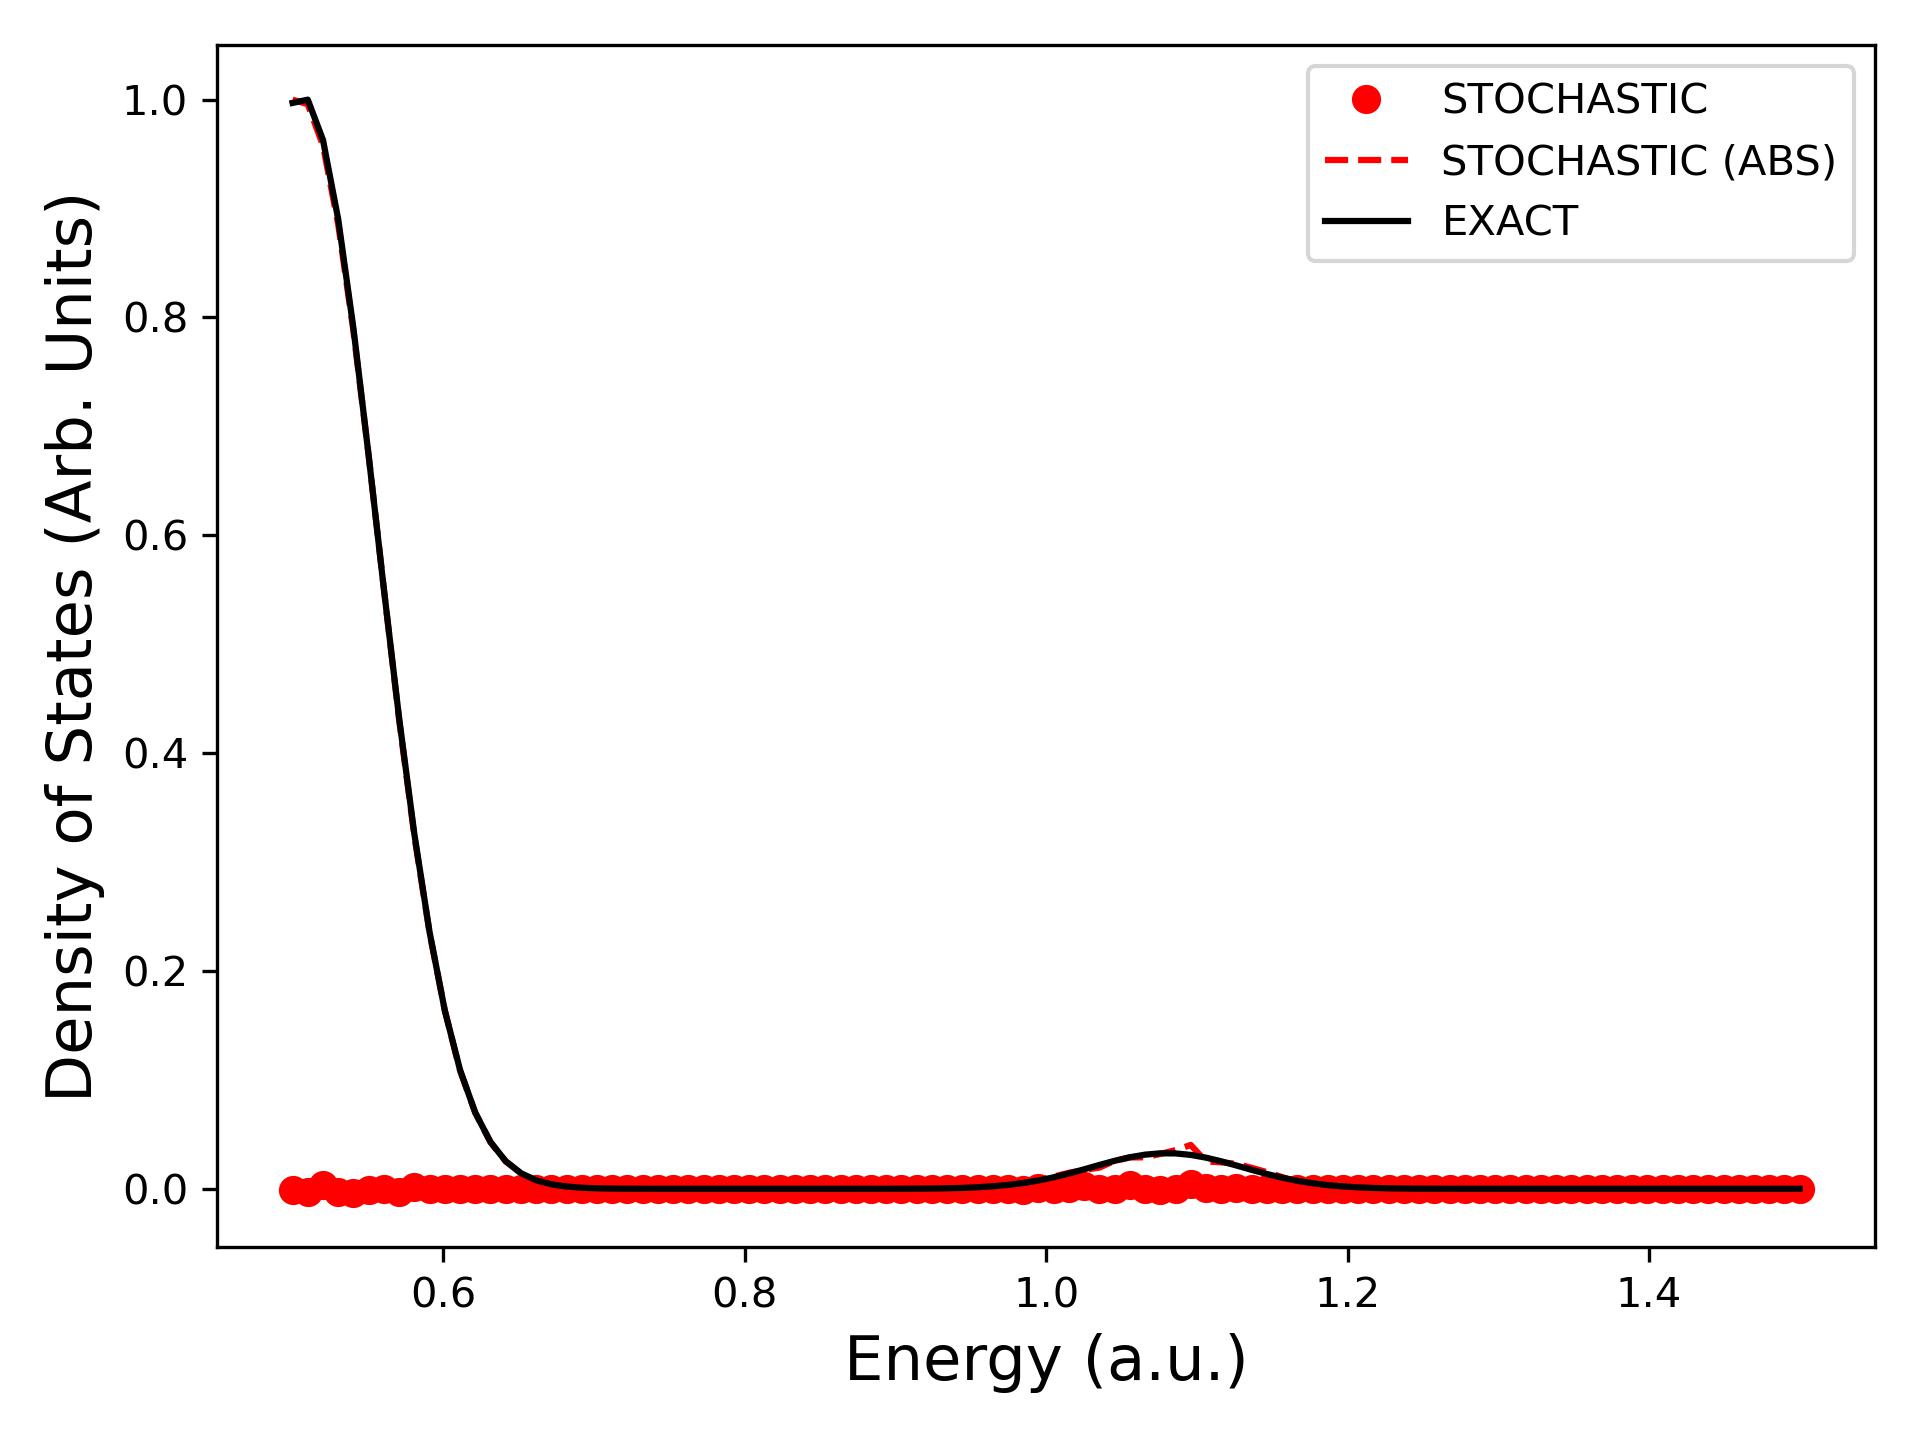 STOCHASTIC
STOCHASTIC (ABS)
EXACT
Density of States (Arb. Units)
1.0
0.8
0.6
0.4
0.2
0.0
0.6 0.8 1.0 1.2 1.4
Energy (a.u.)